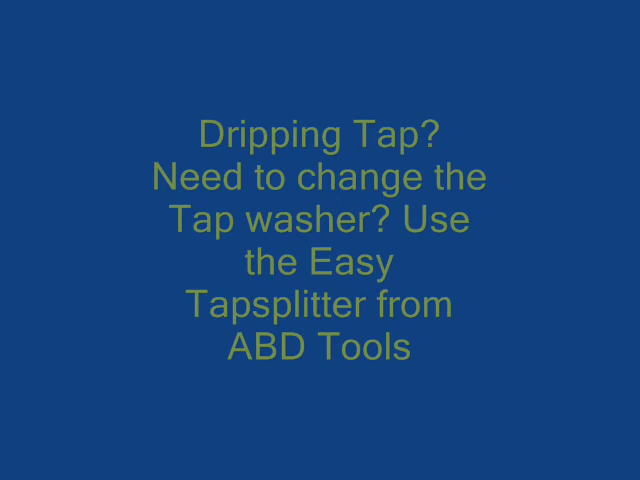 Dripping Tap?
Need to change the
Tap washer? Use
the Easy
Tapsplitter from
ABD Tools